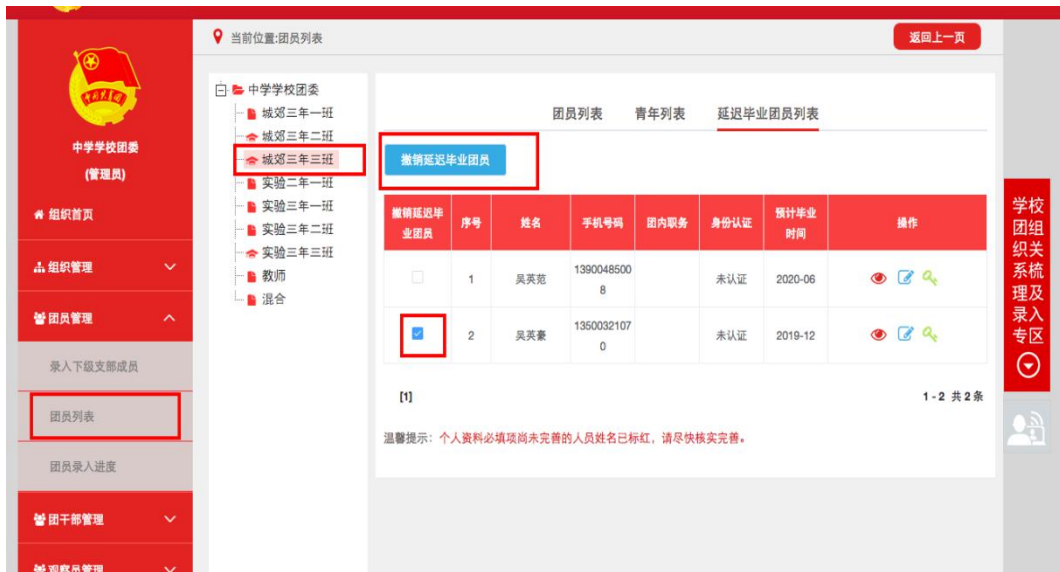 当前位置:团员列表
返回上一页
中学学校团委
(管理员)
组织首页
组织管理
团员管理
录入下级支部成员
团员列表
团员录入进度
团干部管理
观察员管理
中学学校团委
城郊三年一班
城郊三年二班
城郊三年三班
实验二年一班
实验三年一班
实验三年二班
实验三年三班
教师
混合
团员列表 青年列表 延迟毕业团员列表
撤销延迟毕业团员
撤销延迟毕业团员 序号 姓名 手机号码 团内职务 身份认证 预计毕业时间 操作
1 吴英范 13900485008 未认证 2020-06
2 吴英豪 13500321070 未认证 2019-12
[1]
1-2 共2条
温馨提示：个人资料必填项尚未完善的人员姓名已标红，请尽快核实完善。
学校
团组
织关
系梳
理及
录入
专区